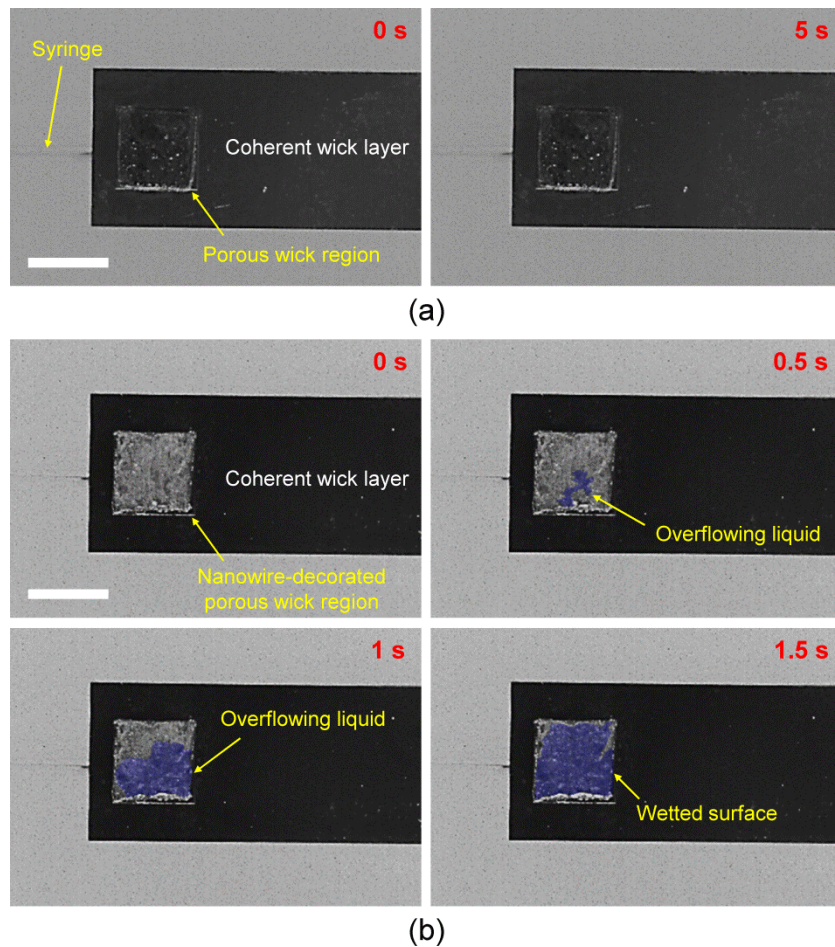 0 s
5 s
Syringe
Coherent wick layer
Porous wick region
(a)
0 s
0.5 s
Coherent wick layer
Overflowing liquid
Nanowire-decorated
porous wick region
1 s
1.5 s
Overflowing liquid
Wetted surface
(b)